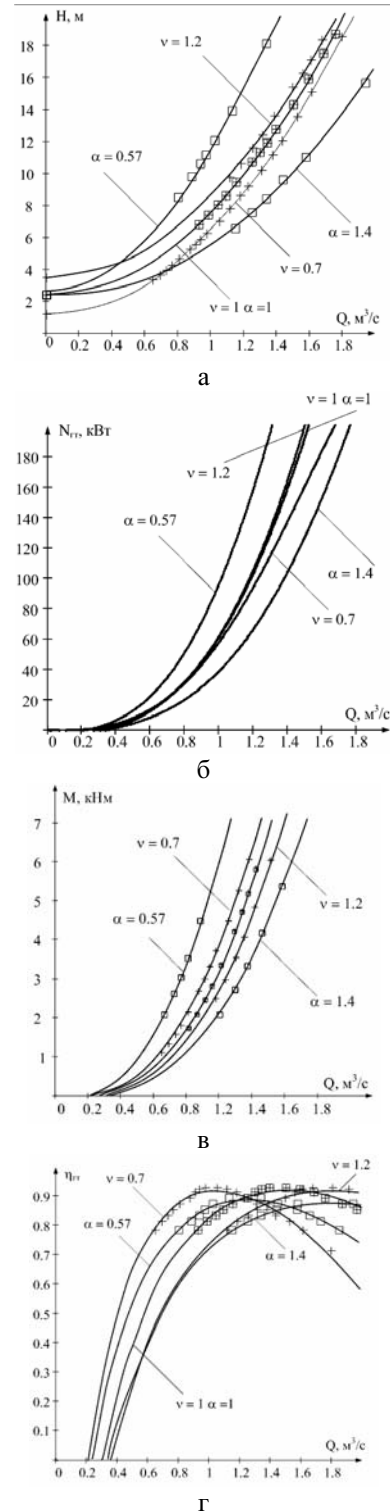 H, м
18
16
14
12
10
8
6
4
2
0
0.2
0.4
0.6
0.8
1
1.2
1.4
1.6
1.8
Q, м³/с
ν = 1.2
α = 0.57
α = 1.4
ν = 0.7
ν = 1 α =1
а
ν = 1 α =1
Nгт, кВт
180
160
140
120
100
80
60
40
20
0
0.2
0.4
0.6
0.8
1
1.2
1.4
1.6
1.8
Q, м³/с
ν = 1.2
α = 0.57
α = 1.4
ν = 0.7
б
М, кНм
7
6
5
4
3
2
1
0
0.2
0.4
0.6
0.8
1
1.2
1.4
1.6
1.8
Q, м³/с
ν = 0.7
ν = 1.2
α = 0.57
α = 1.4
в
ηгт
0.9
0.8
0.7
0.6
0.5
0.4
0.3
0.2
0.1
0
0.2
0.4
0.6
0.8
1
1.2
1.4
1.6
1.8
Q, м³/с
ν = 0.7
ν = 1.2
α = 0.57
α = 1.4
ν = 1 α =1
г